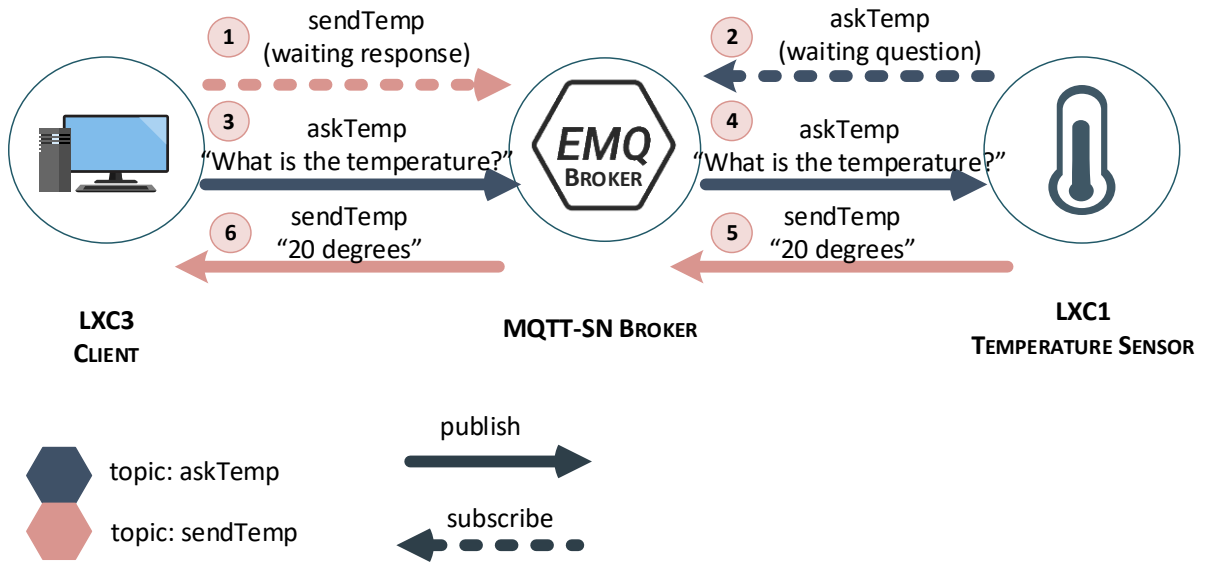 1
sendTemp
(waiting response)
2
askTemp
(waiting question)
3
askTemp
“What is the temperature?”
EMQ
BROKER
4
askTemp
“What is the temperature?”
6
sendTemp
“20 degrees”
5
sendTemp
“20 degrees”
LXC3
CLIENT
MQTT-SN BROKER
LXC1
TEMPERATURE SENSOR
publish
topic: askTemp
subscribe
topic: sendTemp